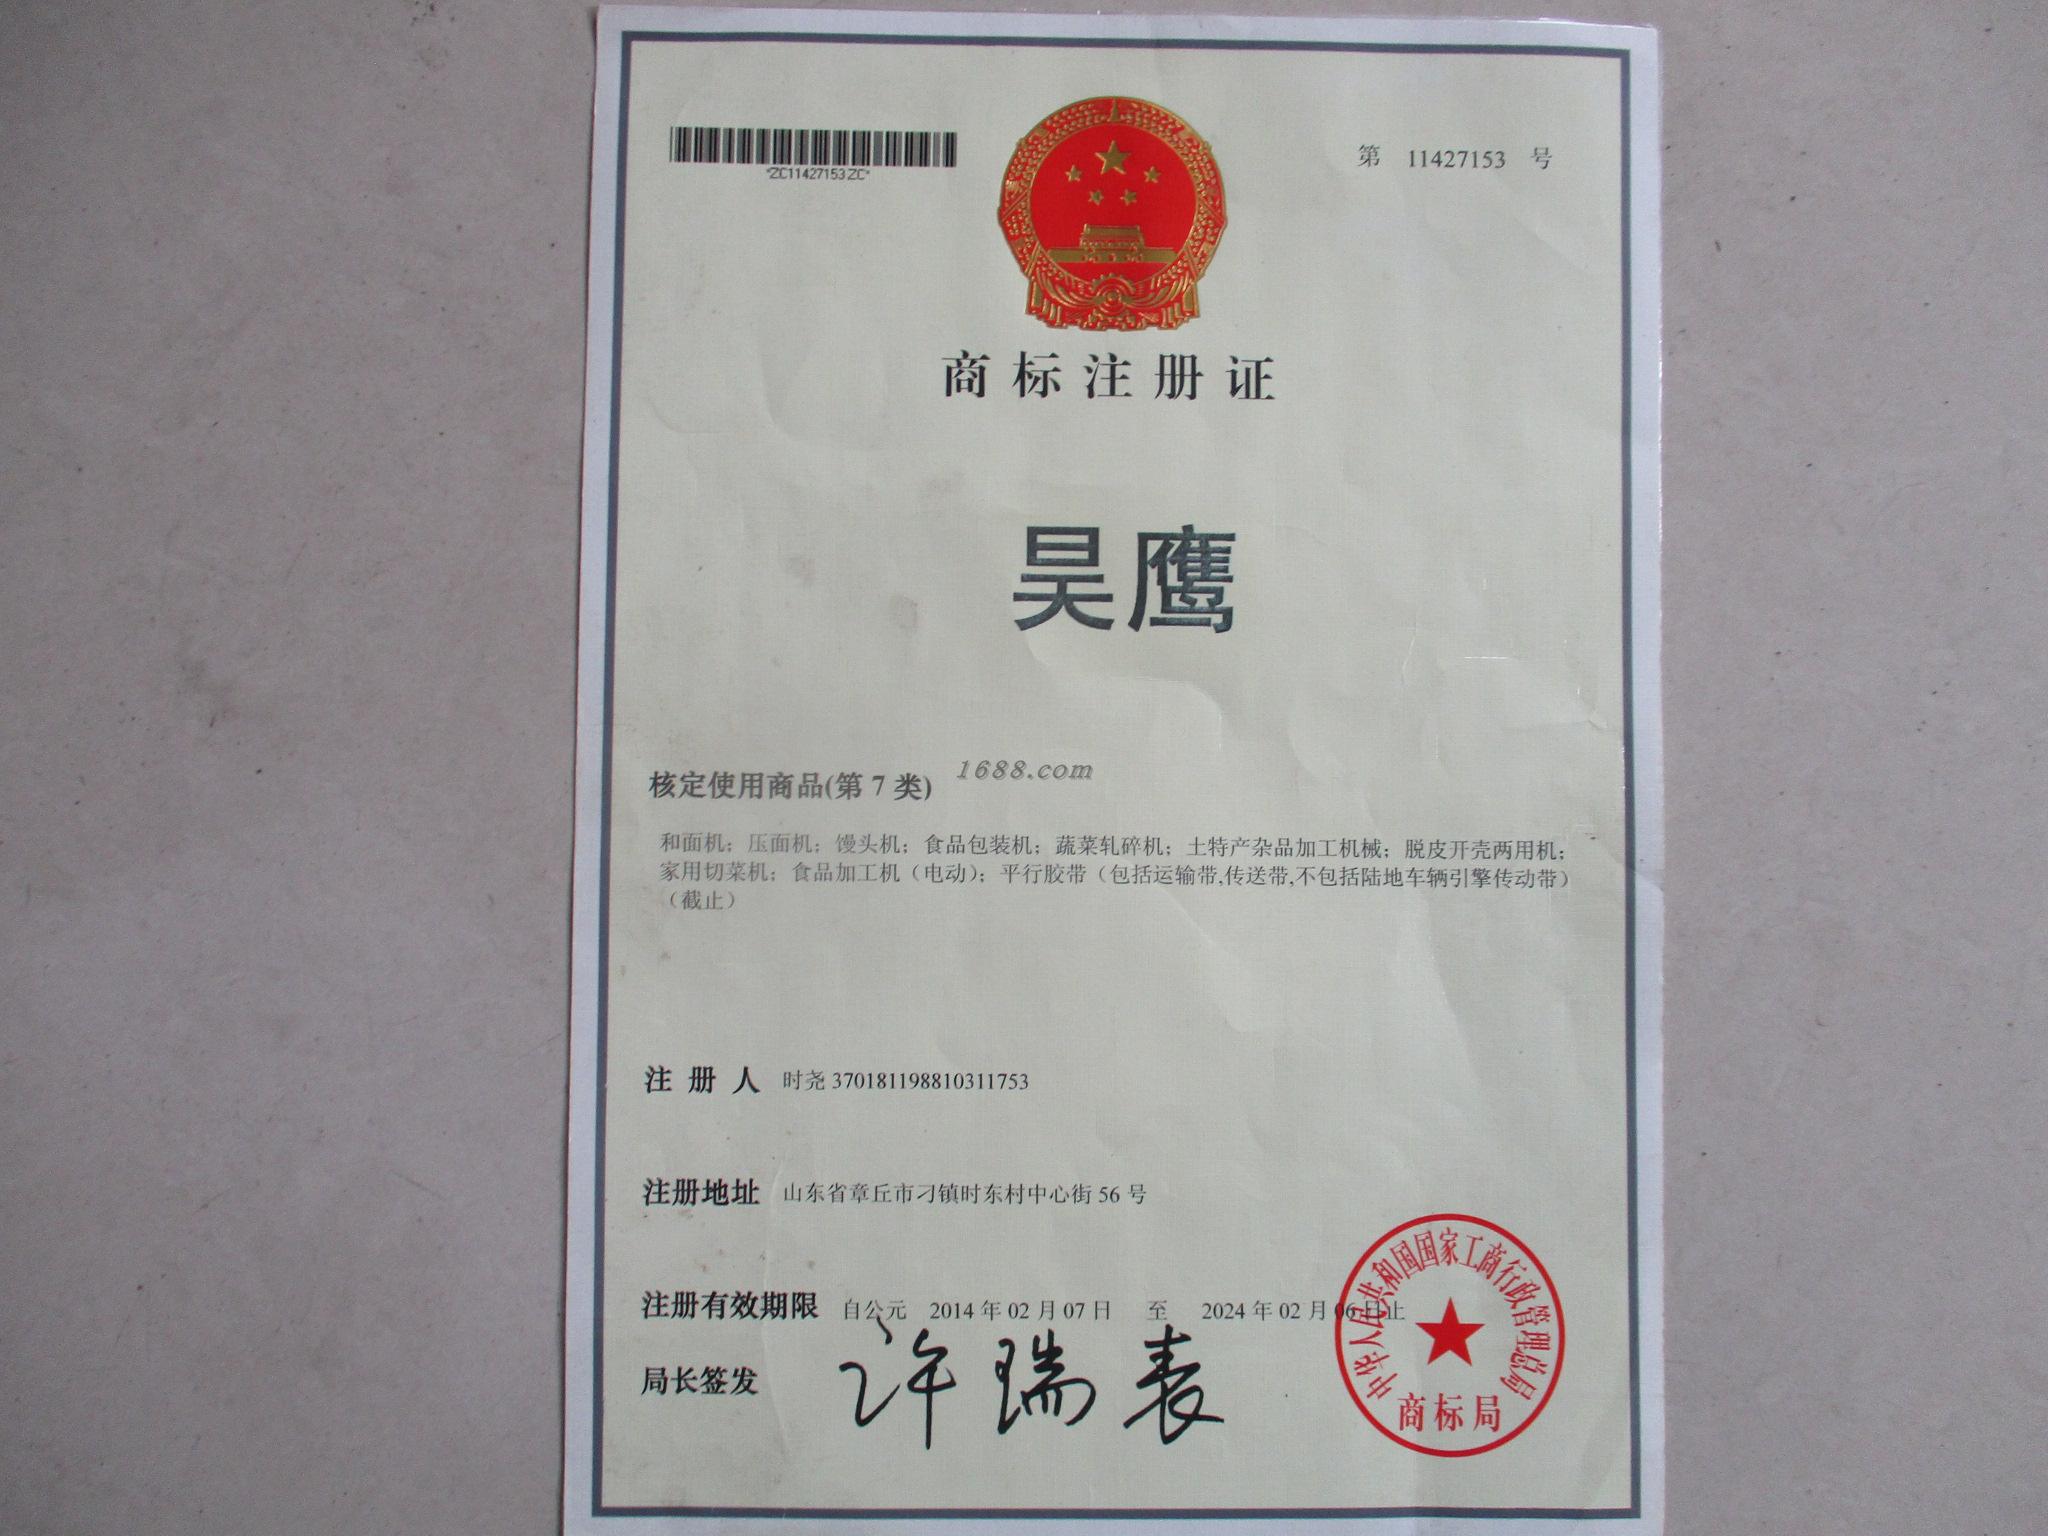 *ZC11427153ZC*
第 11427153 号
商标注册证
昊鹰
核定使用商品(第 7 类)
1688.com
和面机；压面机；馒头机；食品包装机；蔬菜轧碎机；土特产杂品加工机械；脱皮开壳两用机；
家用切菜机；食品加工机（电动）；平行胶带（包括运输带,传送带,不包括陆地车辆引擎传动带）
（截止）
注 册 人 时尧 370181198810311753
注册地址 山东省章丘市刁镇时东村中心街 56 号
注册有效期限 自公元 2014 年 02 月 07 日 至 2024 年 02 月 06 日止
局长签发 许瑞表
中华人民共和国国家工商行政管理总局
商标局